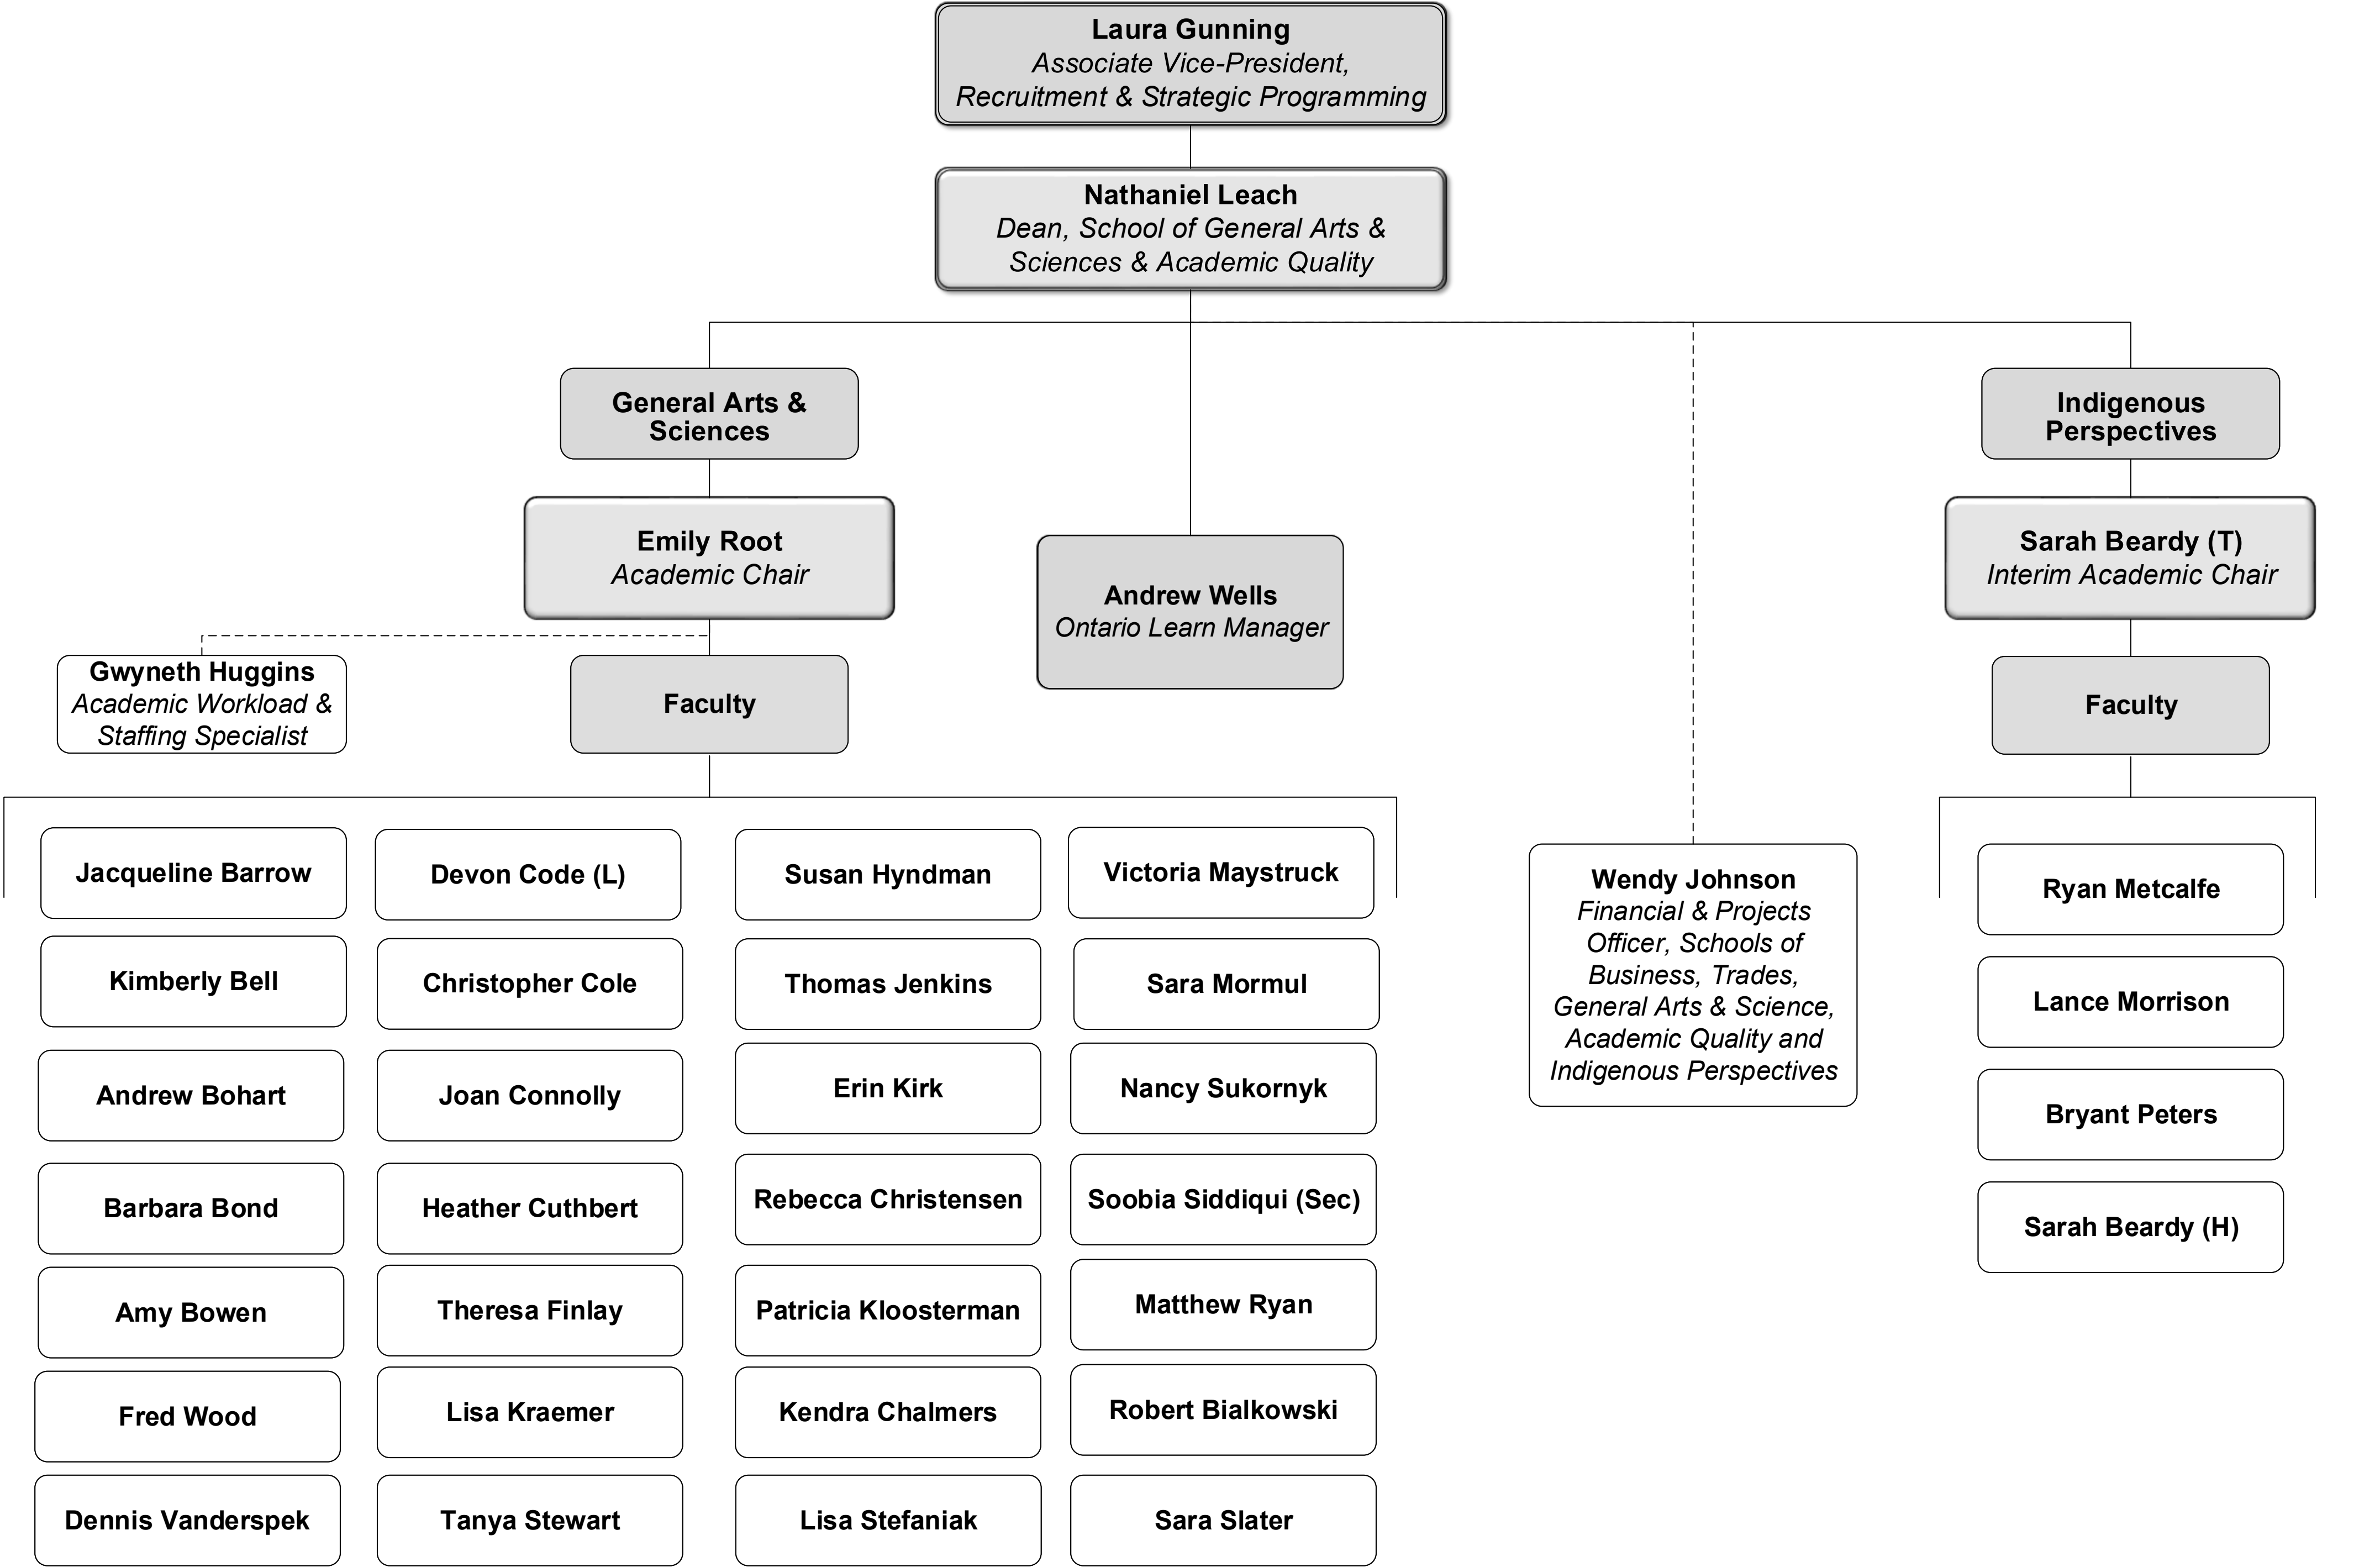 Laura Gunning
Associate Vice-President,
Recruitment & Strategic Programming
Nathaniel Leach
Dean, School of General Arts &
Sciences & Academic Quality
General Arts &
Sciences
Emily Root
Academic Chair
Gwyneth Huggins
Academic Workload &
Staffing Specialist
Faculty
Andrew Wells
Ontario Learn Manager
Indigenous
Perspectives
Sarah Beardy (T)
Interim Academic Chair
Faculty
Jacqueline Barrow
Kimberly Bell
Andrew Bohart
Barbara Bond
Amy Bowen
Fred Wood
Dennis Vanderspek
Devon Code (L)
Christopher Cole
Joan Connolly
Heather Cuthbert
Theresa Finlay
Lisa Kraemer
Tanya Stewart
Susan Hyndman
Thomas Jenkins
Erin Kirk
Rebecca Christensen
Patricia Kloosterman
Kendra Chalmers
Lisa Stefaniak
Victoria Maystruck
Sara Mormul
Nancy Sukornyk
Soobia Siddiqui (Sec)
Matthew Ryan
Robert Bialkowski
Sara Slater
Wendy Johnson
Financial & Projects
Officer, Schools of
Business, Trades,
General Arts & Science,
Academic Quality and
Indigenous Perspectives
Ryan Metcalfe
Lance Morrison
Bryant Peters
Sarah Beardy (H)